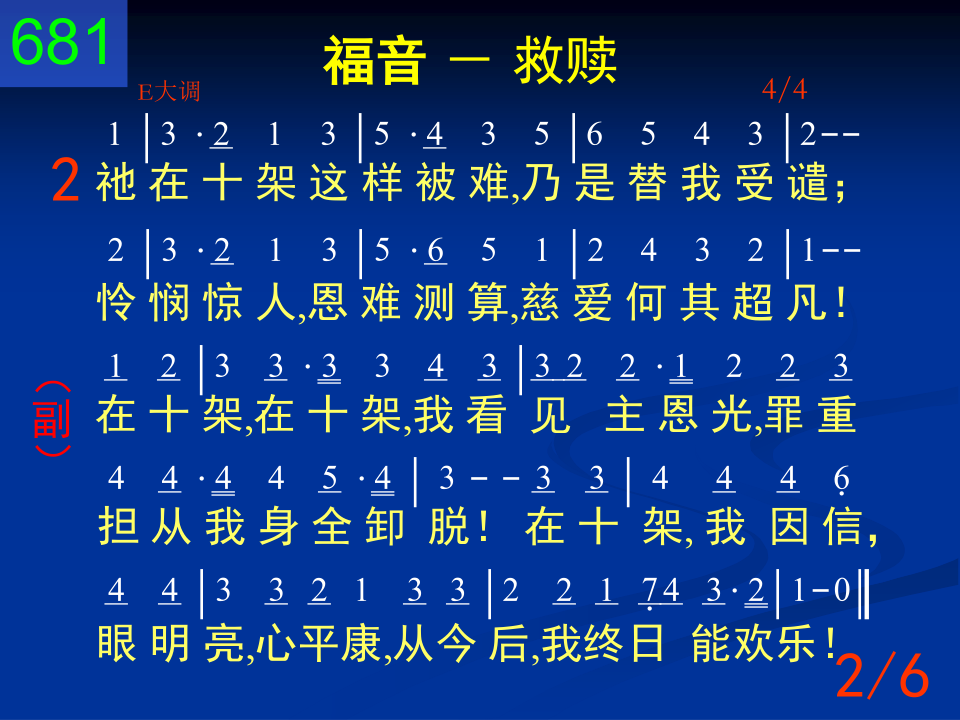 681
福音 － 救赎
E大调 4/4
1 | 3 · 2 1 3 | 5 · 4 3 5 | 6 5 4 3 | 2 - -
2 祂 在 十 架 这 样 被 难,乃 是 替 我 受 谴；
2 | 3 · 2 1 3 | 5 · 6 5 1 | 2 4 3 2 | 1 - -
怜 悯 惊 人,恩 难 测 算,慈 爱 何 其 超 凡！
1 2 | 3 3 · 3 3 4 3 | 3 2 2 · 1 2 2 3
（副） 在 十 架,在 十 架,我 看 见 主 恩 光,罪 重
4 4 · 4 4 5 · 4 | 3 - - 3 3 | 4 4 4 6̣
担 从 我 身 全 卸 脱！ 在 十 架, 我 因 信，
4 4 | 3 3 2 1 3 3 | 2 2 1 7̣ 4 3 · 2 | 1 - 0 ‖
眼 明 亮,心平康,从今 后,我终日 能欢乐！
2/6